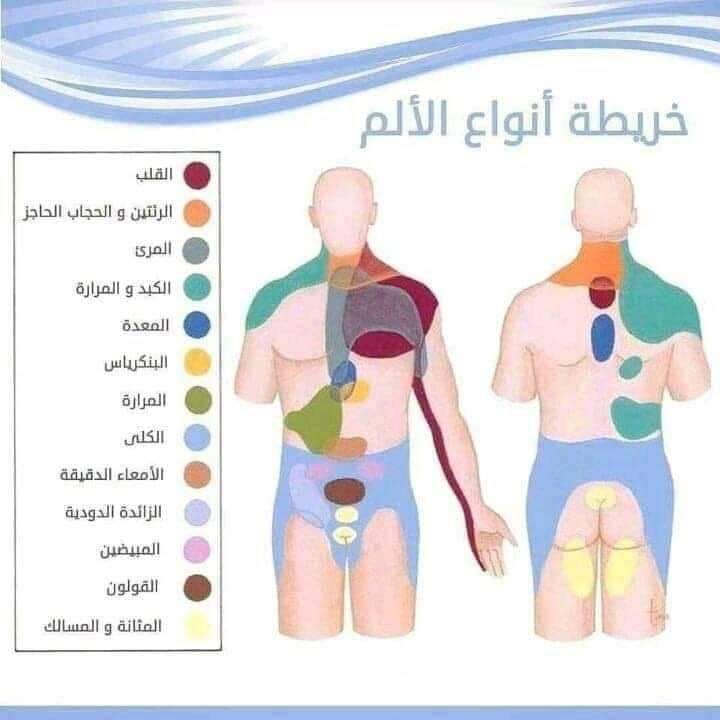 خريطة أنواع الألم
القلب
الرئتين و الحجاب الحاجز
المرئ
الكبد و المرارة
المعدة
البنكرياس
المرارة
الكلى
الأمعاء الدقيقة
الزائدة الدودية
المبيضين
القولون
المثانة و المسالك